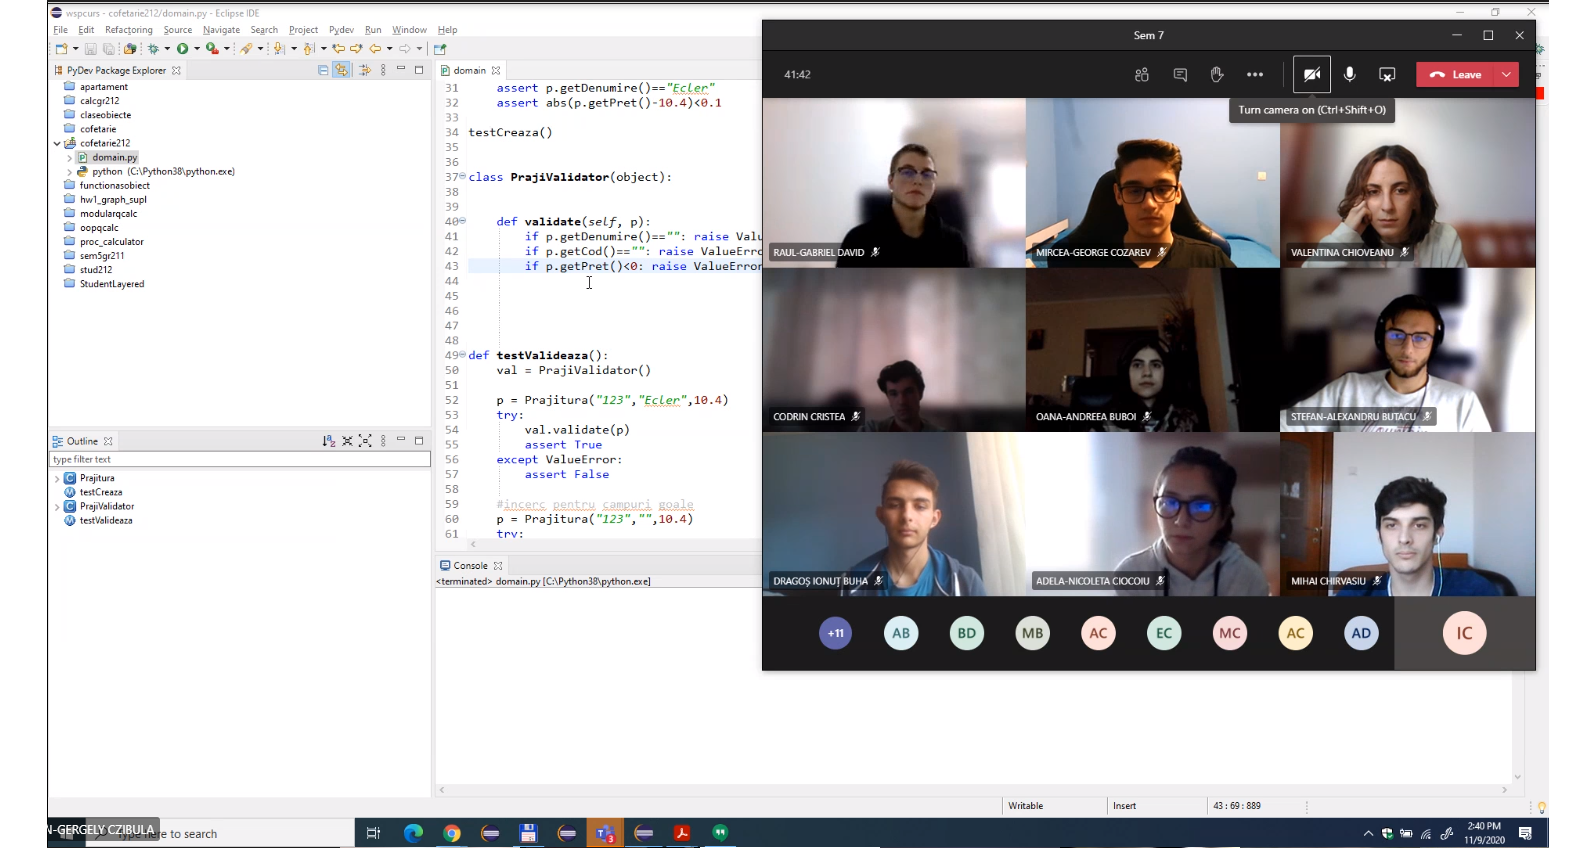 wspcurs - cofetarie212/domain.py - Eclipse IDE
File Edit Refactoring Source Navigate Search Project Pydev Run Window Help
PyDev Package Explorer
apartament
calcgr212
claseobiecte
cofetarie
cofetarie212
domain.py
python (C:\Python38\python.exe)
functionasobiect
hw1_graph_supl
modularqcalc
oopqcalc
proc_calculator
sem5gr211
stud212
StudentLayered
Outline
type filter text
Prajitura
testCreaza
PrajiValidator
testValideaza
domain
31 assert p.getDenumire()=="Ecler"
32 assert abs(p.getPret()-10.4)<0.1
33
34 testCreaza()
35
36
37 class PrajiValidator(object):
38
39
40 def validate(self, p):
41 if p.getDenumire()=="": raise Valu
42 if p.getCod()=="": raise ValueErro
43 if p.getPret()<0: raise ValueError
44
45
46
47
48
49 def testValideaza():
50 val = PrajiValidator()
51
52 p = Prajitura("123","Ecler",10.4)
53 try:
54 val.validate(p)
55 assert True
56 except ValueError:
57 assert False
58
59 #incerc pentru campuri goale
60 p = Prajitura("123","",10.4)
61 try:
Console
<terminated> domain.py [C:\Python38\python.exe]
Sem 7
41:42
Leave
Turn camera on (Ctrl+Shift+O)
RAUL-GABRIEL DAVID
MIRCEA-GEORGE COZAREV
VALENTINA CHIOVEANU
CODRIN CRISTEA
OANA-ANDREEA BUBOI
STEFAN-ALEXANDRU BUTACU
DRAGOȘ IONUȚ BUHA
ADELA-NICOLETA CIOCOIU
MIHAI CHIRVASIU
+11 AB BD MB AC EC MC AC AD IC
Writable Insert 43 : 69 : 889
N-GERGELY CZIBULA
here to search
3
2:40 PM
11/9/2020